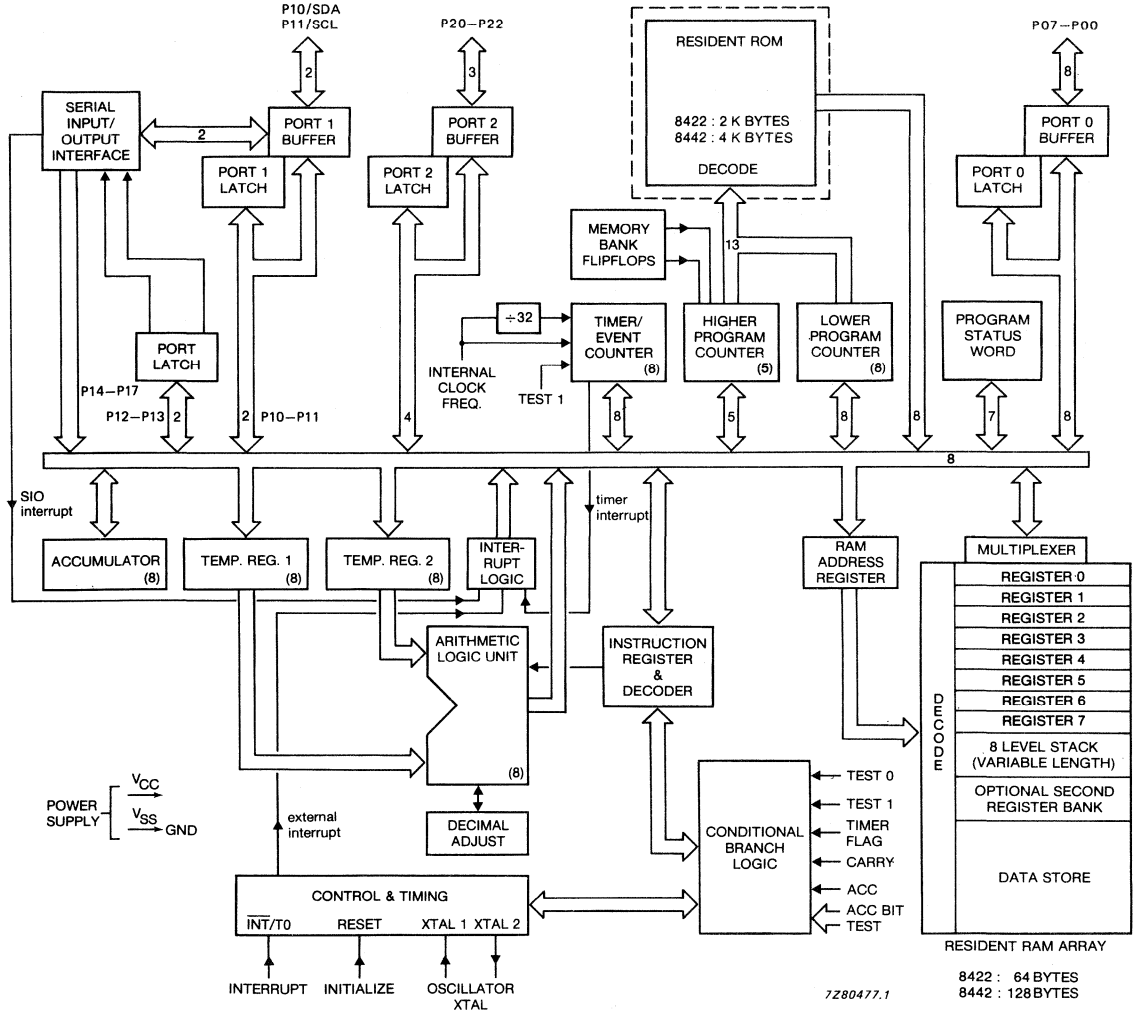 P10/SDA
P11/SCL
P20–P22
P07–P00
2
3
8
RESIDENT ROM
8422 : 2 K BYTES
8442 : 4 K BYTES
DECODE
SERIAL
INPUT/
OUTPUT
INTERFACE
2
PORT 1
BUFFER
PORT 1
LATCH
PORT 2
BUFFER
PORT 2
LATCH
PORT 0
BUFFER
PORT 0
LATCH
MEMORY
BANK
FLIPFLOPS
13
÷32
TIMER/
EVENT
COUNTER
(8)
HIGHER
PROGRAM
COUNTER
(5)
LOWER
PROGRAM
COUNTER
(8)
PROGRAM
STATUS
WORD
PORT
LATCH
INTERNAL
CLOCK
FREQ.
TEST 1
P14–P17
P12–P13
2
2
P10–P11
4
8
5
8
8
7
8
8
SIO
interrupt
timer
interrupt
ACCUMULATOR
(8)
TEMP. REG. 1
(8)
TEMP. REG. 2
(8)
INTER-
RUPT
LOGIC
RAM
ADDRESS
REGISTER
MULTIPLEXER
REGISTER 0
REGISTER 1
REGISTER 2
REGISTER 3
REGISTER 4
REGISTER 5
REGISTER 6
REGISTER 7
8 LEVEL STACK
(VARIABLE LENGTH)
OPTIONAL SECOND
REGISTER BANK
DATA STORE
DECODE
ARITHMETIC
LOGIC UNIT
(8)
INSTRUCTION
REGISTER
&
DECODER
DECIMAL
ADJUST
CONDITIONAL
BRANCH
LOGIC
TEST 0
TEST 1
TIMER
FLAG
CARRY
ACC
ACC BIT
TEST
POWER
SUPPLY
VCC
VSS
GND
external
interrupt
CONTROL & TIMING
INT/T0
RESET
XTAL 1
XTAL 2
INTERRUPT
INITIALIZE
OSCILLATOR
XTAL
7Z80477.1
RESIDENT RAM ARRAY
8422 : 64 BYTES
8442 : 128 BYTES